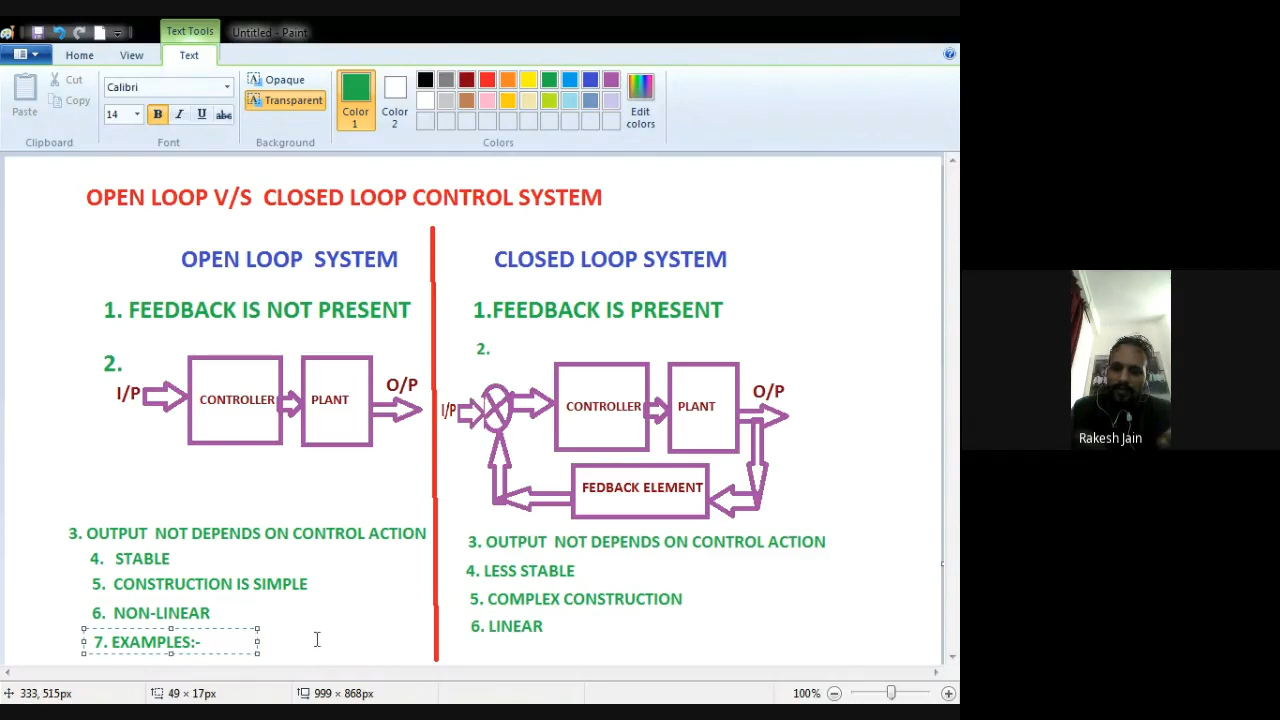 Text Tools
Untitled - Paint
Home
View
Text
Cut
Copy
Paste
Clipboard
Calibri
14
B I U abc
Font
Opaque
Transparent
Background
Color 1
Color 2
Edit colors
Colors
OPEN LOOP V/S CLOSED LOOP CONTROL SYSTEM
OPEN LOOP SYSTEM
1. FEEDBACK IS NOT PRESENT
2.
I/P
CONTROLLER
PLANT
O/P
3. OUTPUT NOT DEPENDS ON CONTROL ACTION
4. STABLE
5. CONSTRUCTION IS SIMPLE
6. NON-LINEAR
7. EXAMPLES:-
CLOSED LOOP SYSTEM
1.FEEDBACK IS PRESENT
2.
I/P
CONTROLLER
PLANT
O/P
FEDBACK ELEMENT
3. OUTPUT NOT DEPENDS ON CONTROL ACTION
4. LESS STABLE
5. COMPLEX CONSTRUCTION
6. LINEAR
Rakesh Jain
333, 515px
49 × 17px
999 × 868px
100%